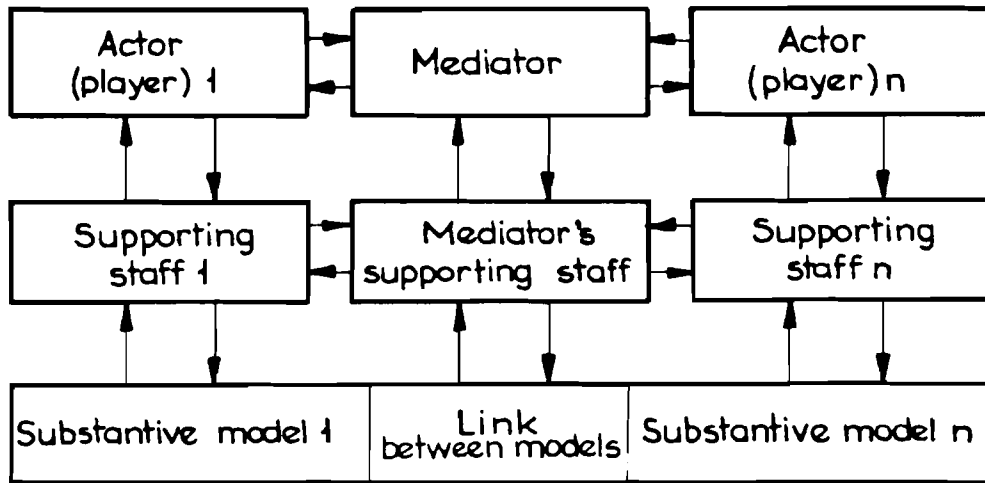 Actor
(player) 1
Mediator
Actor
(player) n
Supporting
staff 1
Mediator's
supporting staff
Supporting
staff n
Substantive model 1
Link
between models
Substantive model n